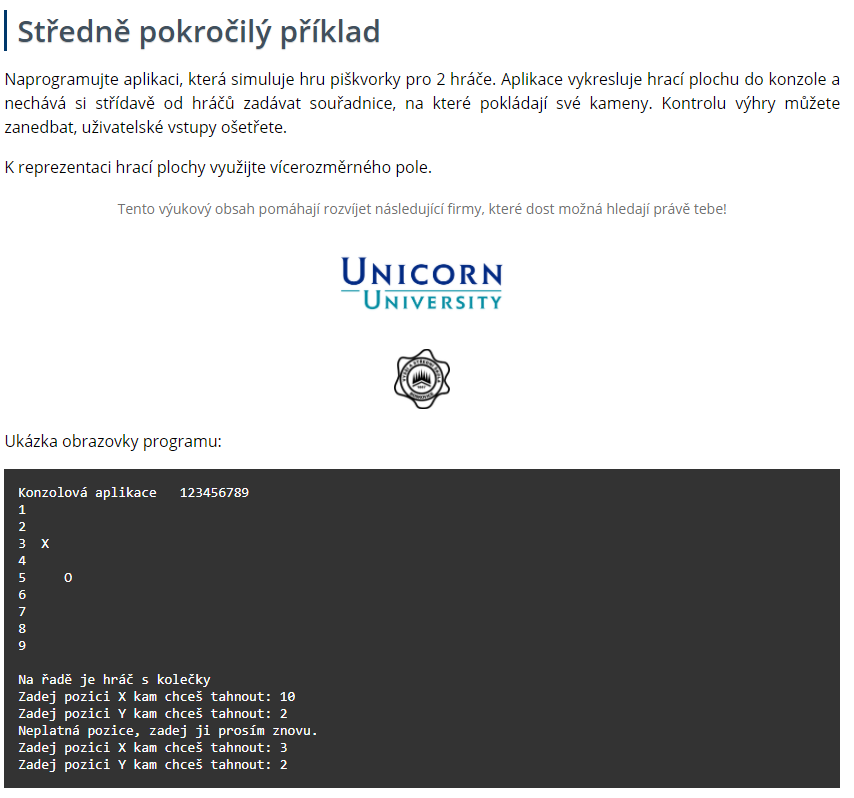 Středně pokročilý příklad
Naprogramujte aplikaci, která simuluje hru piškvorky pro 2 hráče. Aplikace vykresluje hrací plochu do konzole a
nechává si střídavě od hráčů zadávat souřadnice, na které pokládají své kameny. Kontrolu výhry můžete
zanedbat, uživatelské vstupy ošetřete.
K reprezentaci hrací plochy využijte vícerozměrného pole.
Tento výukový obsah pomáhají rozvíjet následující firmy, které dost možná hledají právě tebe!
UNICORN
UNIVERSITY
Ukázka obrazovky programu:
Konzolová aplikace   123456789
1
2
3  X
4
5     O
6
7
8
9
Na řadě je hráč s kolečky
Zadej pozici X kam chceš tahnout: 10
Zadej pozici Y kam chceš tahnout: 2
Neplatná pozice, zadej ji prosím znovu.
Zadej pozici X kam chceš tahnout: 3
Zadej pozici Y kam chceš tahnout: 2